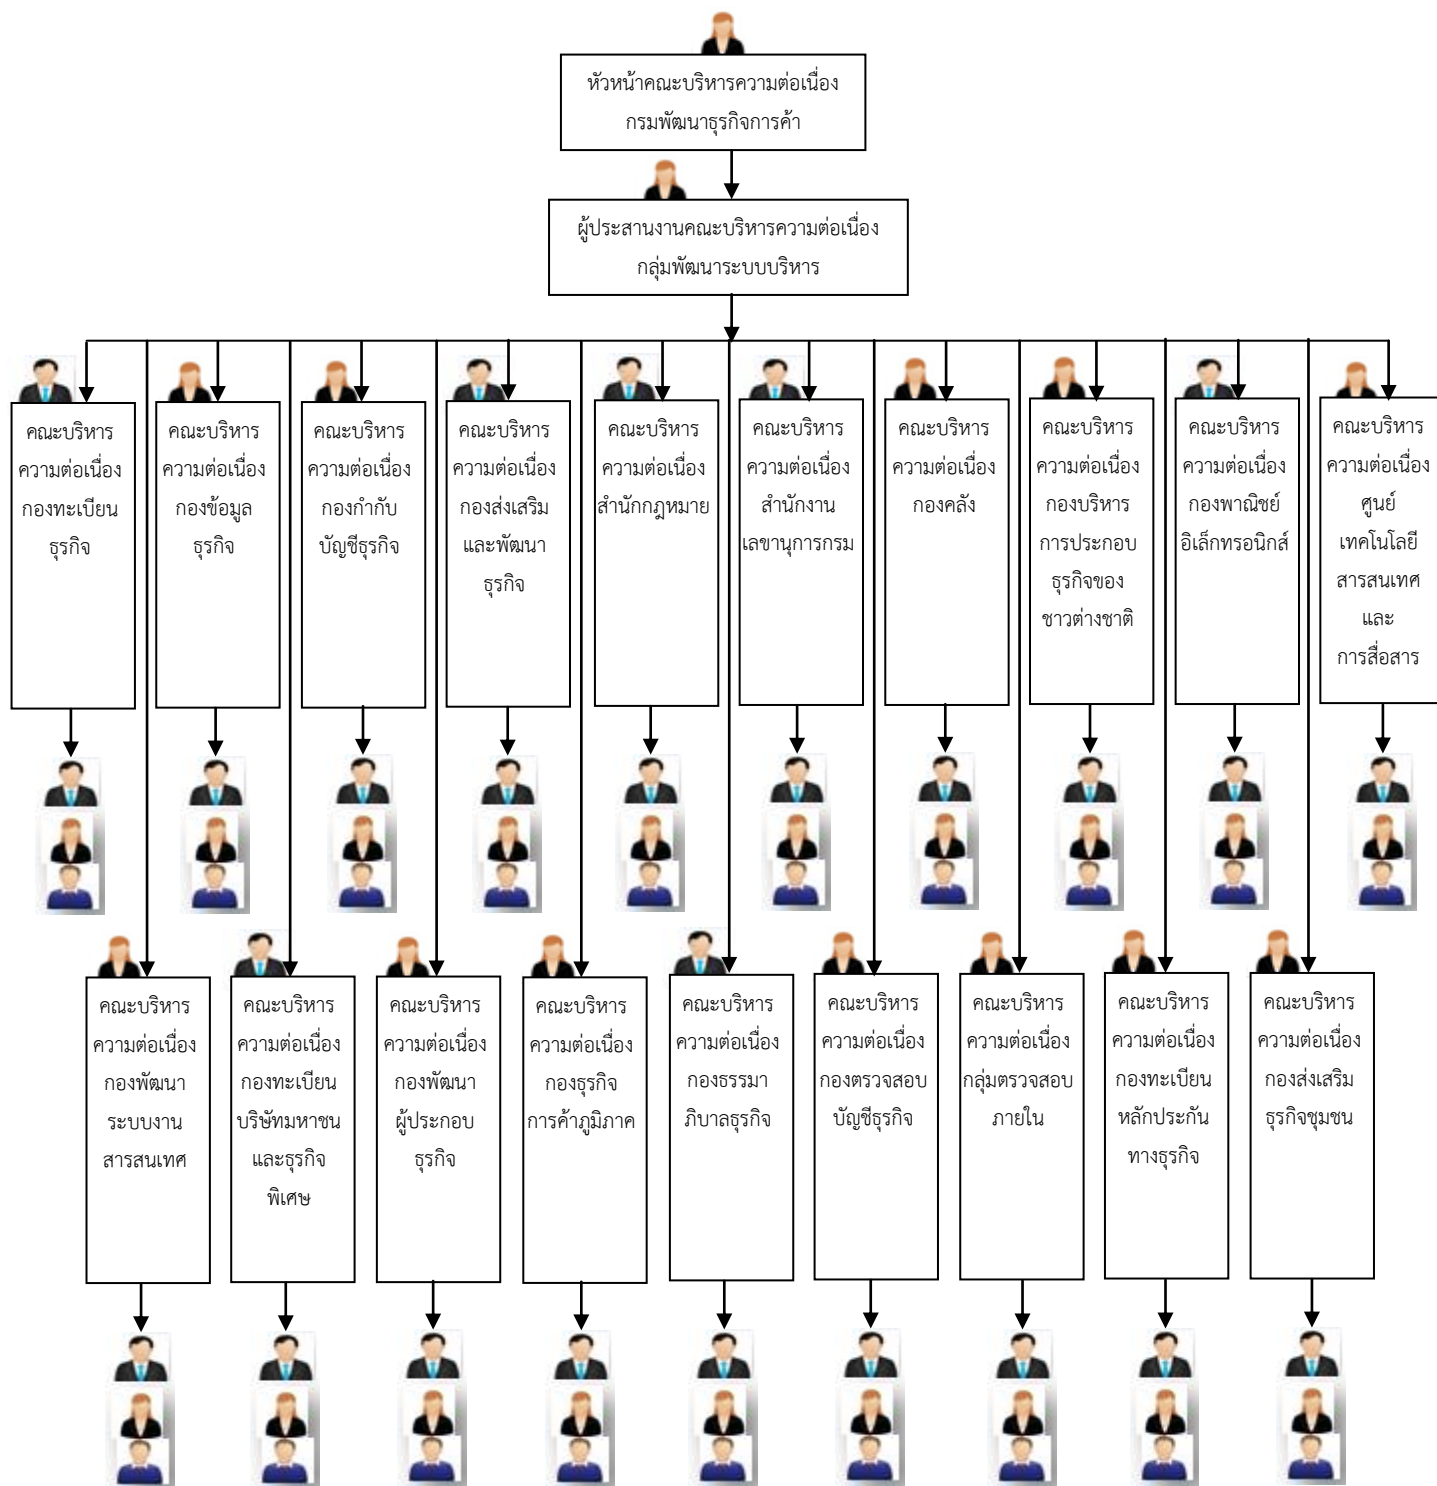 หัวหน้าคณะบริหารความต่อเนื่อง
กรมพัฒนาธุรกิจการค้า
ผู้ประสานงานคณะบริหารความต่อเนื่อง
กลุ่มพัฒนาระบบบริหาร
คณะบริหาร
ความต่อเนื่อง
กองทะเบียน
ธุรกิจ
คณะบริหาร
ความต่อเนื่อง
กองข้อมูล
ธุรกิจ
คณะบริหาร
ความต่อเนื่อง
กองกำกับ
บัญชีธุรกิจ
คณะบริหาร
ความต่อเนื่อง
กองส่งเสริม
และพัฒนา
ธุรกิจ
คณะบริหาร
ความต่อเนื่อง
สำนักกฎหมาย
คณะบริหาร
ความต่อเนื่อง
สำนักงาน
เลขานุการกรม
คณะบริหาร
ความต่อเนื่อง
กองคลัง
คณะบริหาร
ความต่อเนื่อง
กองบริหาร
การประกอบ
ธุรกิจของ
ชาวต่างชาติ
คณะบริหาร
ความต่อเนื่อง
กองพาณิชย์
อิเล็กทรอนิกส์
คณะบริหาร
ความต่อเนื่อง
ศูนย์
เทคโนโลยี
สารสนเทศ
และ
การสื่อสาร
คณะบริหาร
ความต่อเนื่อง
กองพัฒนา
ระบบงาน
สารสนเทศ
คณะบริหาร
ความต่อเนื่อง
กองทะเบียน
บริษัทมหาชน
และธุรกิจ
พิเศษ
คณะบริหาร
ความต่อเนื่อง
กองพัฒนา
ผู้ประกอบ
ธุรกิจ
คณะบริหาร
ความต่อเนื่อง
กองธุรกิจ
การค้าภูมิภาค
คณะบริหาร
ความต่อเนื่อง
กองธรรมา
ภิบาลธุรกิจ
คณะบริหาร
ความต่อเนื่อง
กองตรวจสอบ
บัญชีธุรกิจ
คณะบริหาร
ความต่อเนื่อง
กลุ่มตรวจสอบ
ภายใน
คณะบริหาร
ความต่อเนื่อง
กองทะเบียน
หลักประกัน
ทางธุรกิจ
คณะบริหาร
ความต่อเนื่อง
กองส่งเสริม
ธุรกิจชุมชน